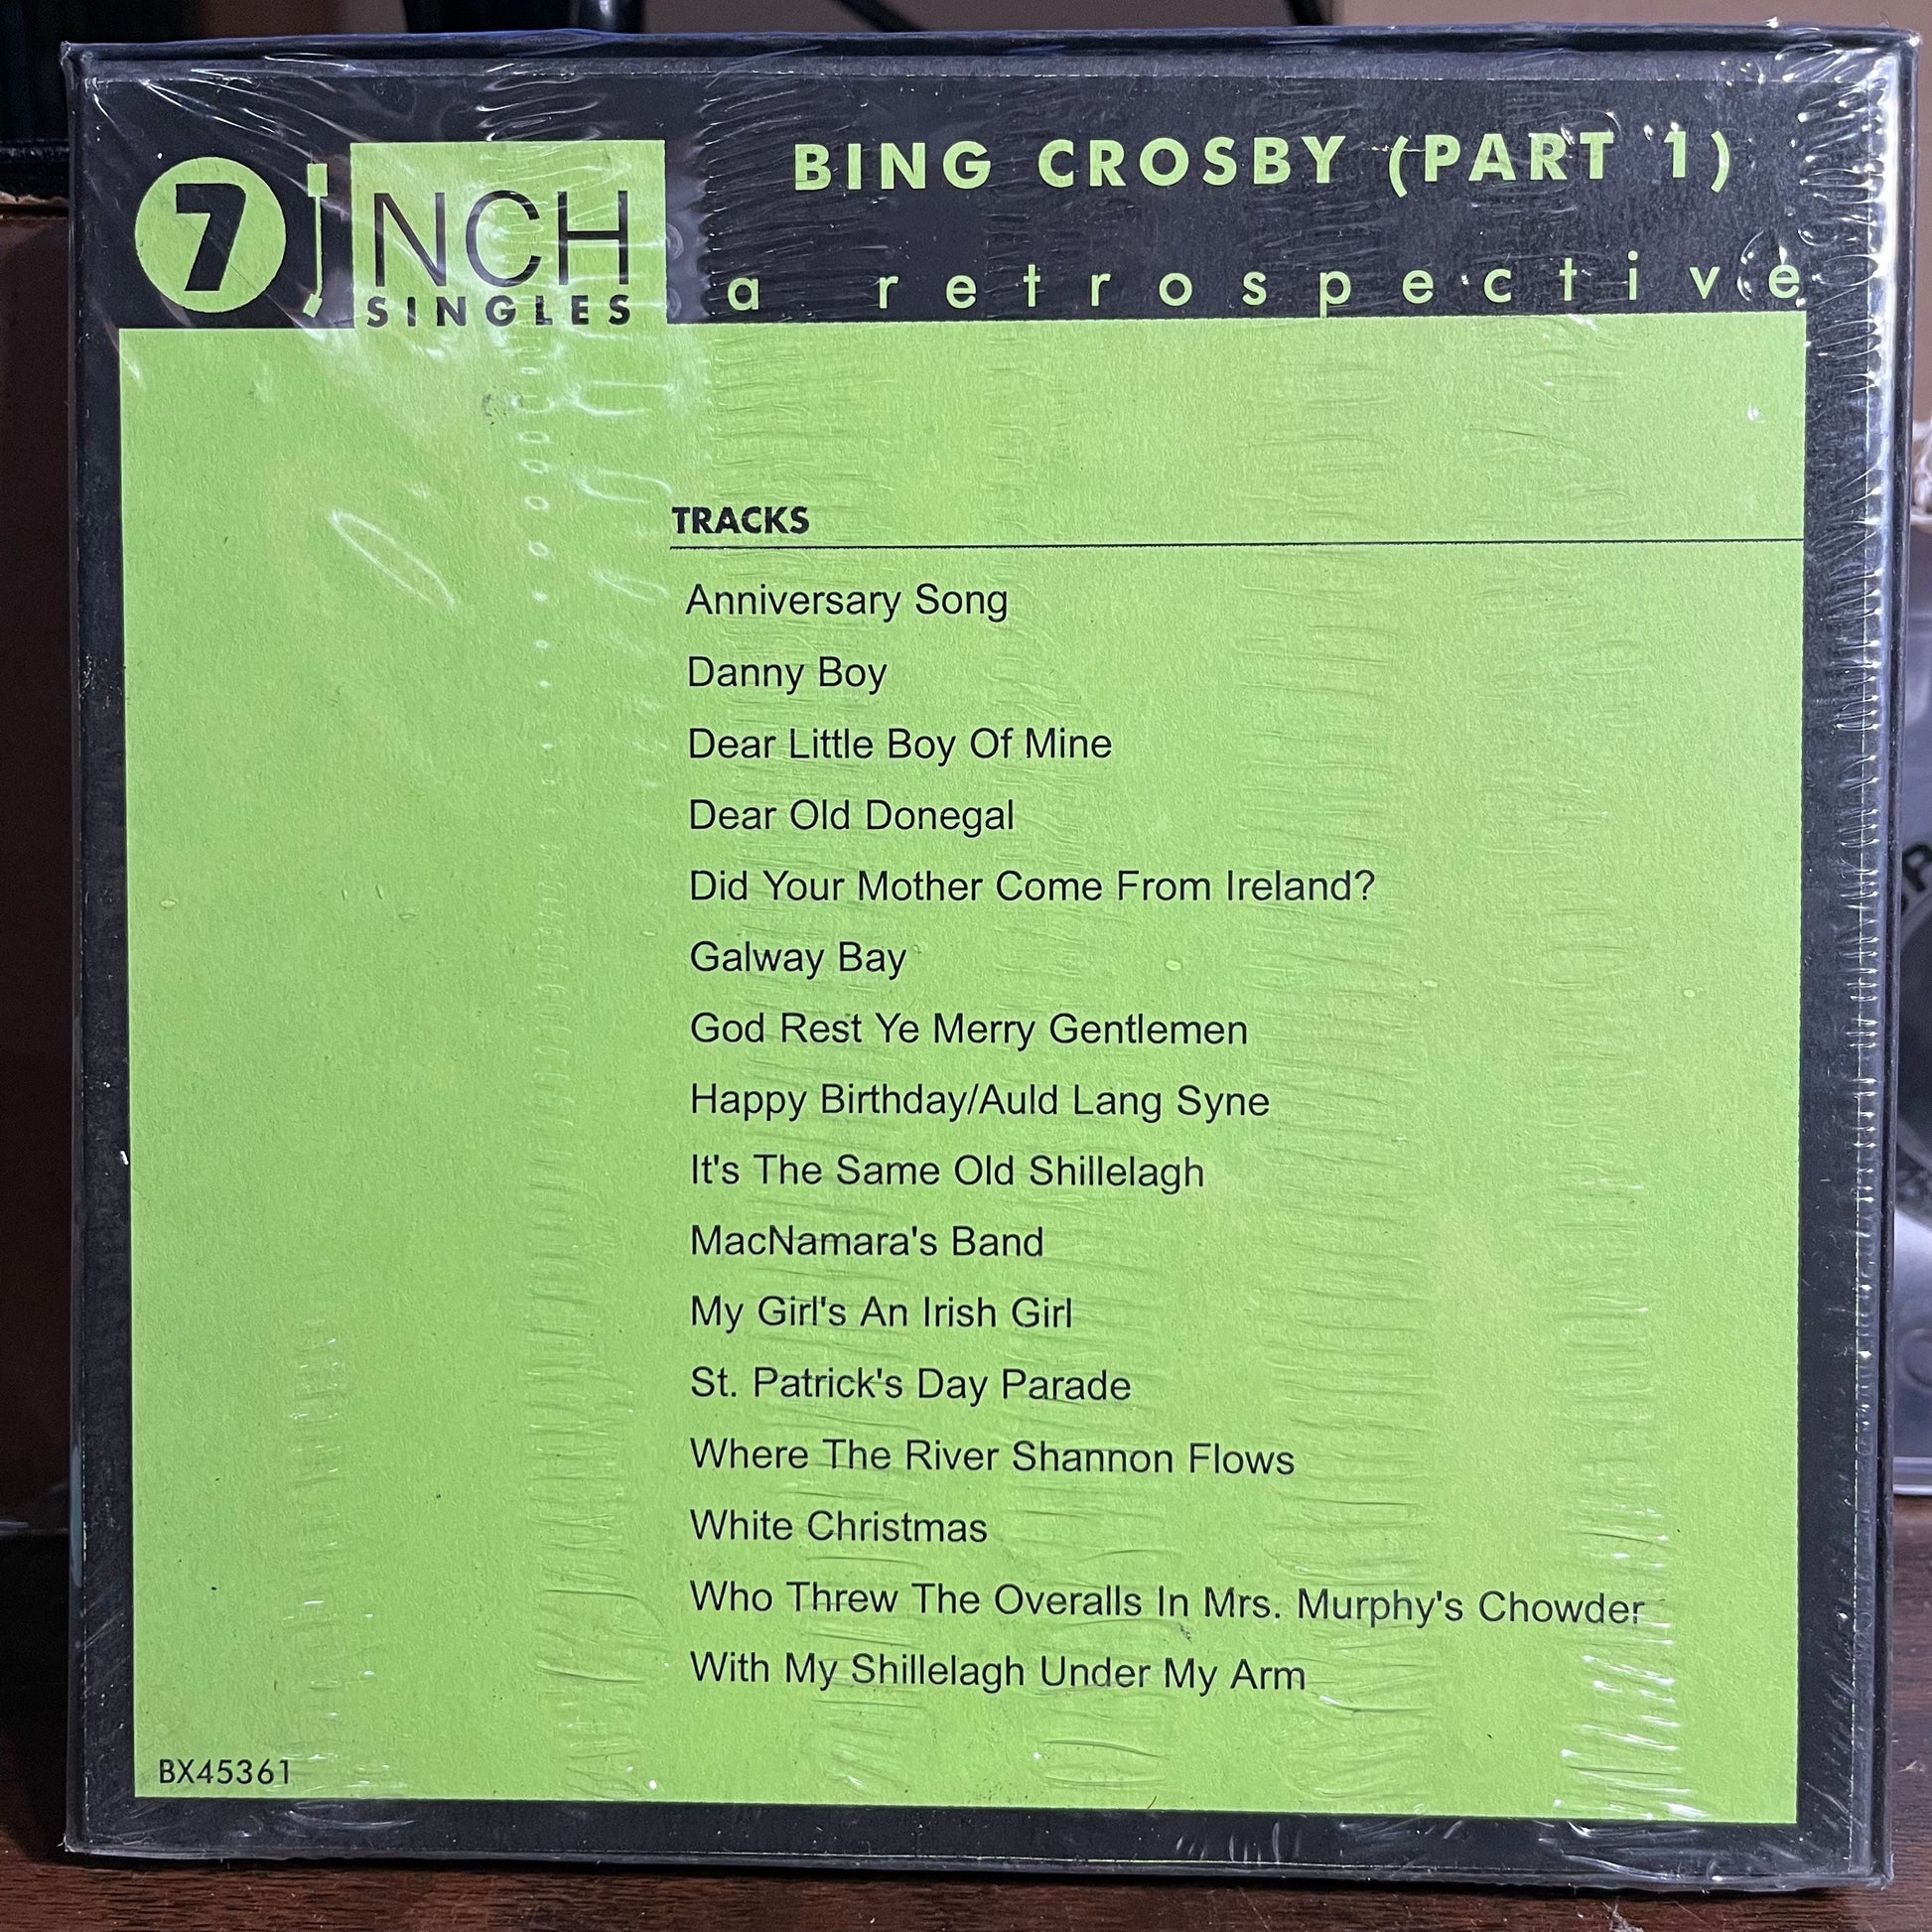 7 iNCH
SINGLES
BING CROSBY (PART 1)
a retrospective
TRACKS
Anniversary Song
Danny Boy
Dear Little Boy Of Mine
Dear Old Donegal
Did Your Mother Come From Ireland?
Galway Bay
God Rest Ye Merry Gentlemen
Happy Birthday/Auld Lang Syne
It's The Same Old Shillelagh
MacNamara's Band
My Girl's An Irish Girl
St. Patrick's Day Parade
Where The River Shannon Flows
White Christmas
Who Threw The Overalls In Mrs. Murphy's Chowder
With My Shillelagh Under My Arm
BX45361